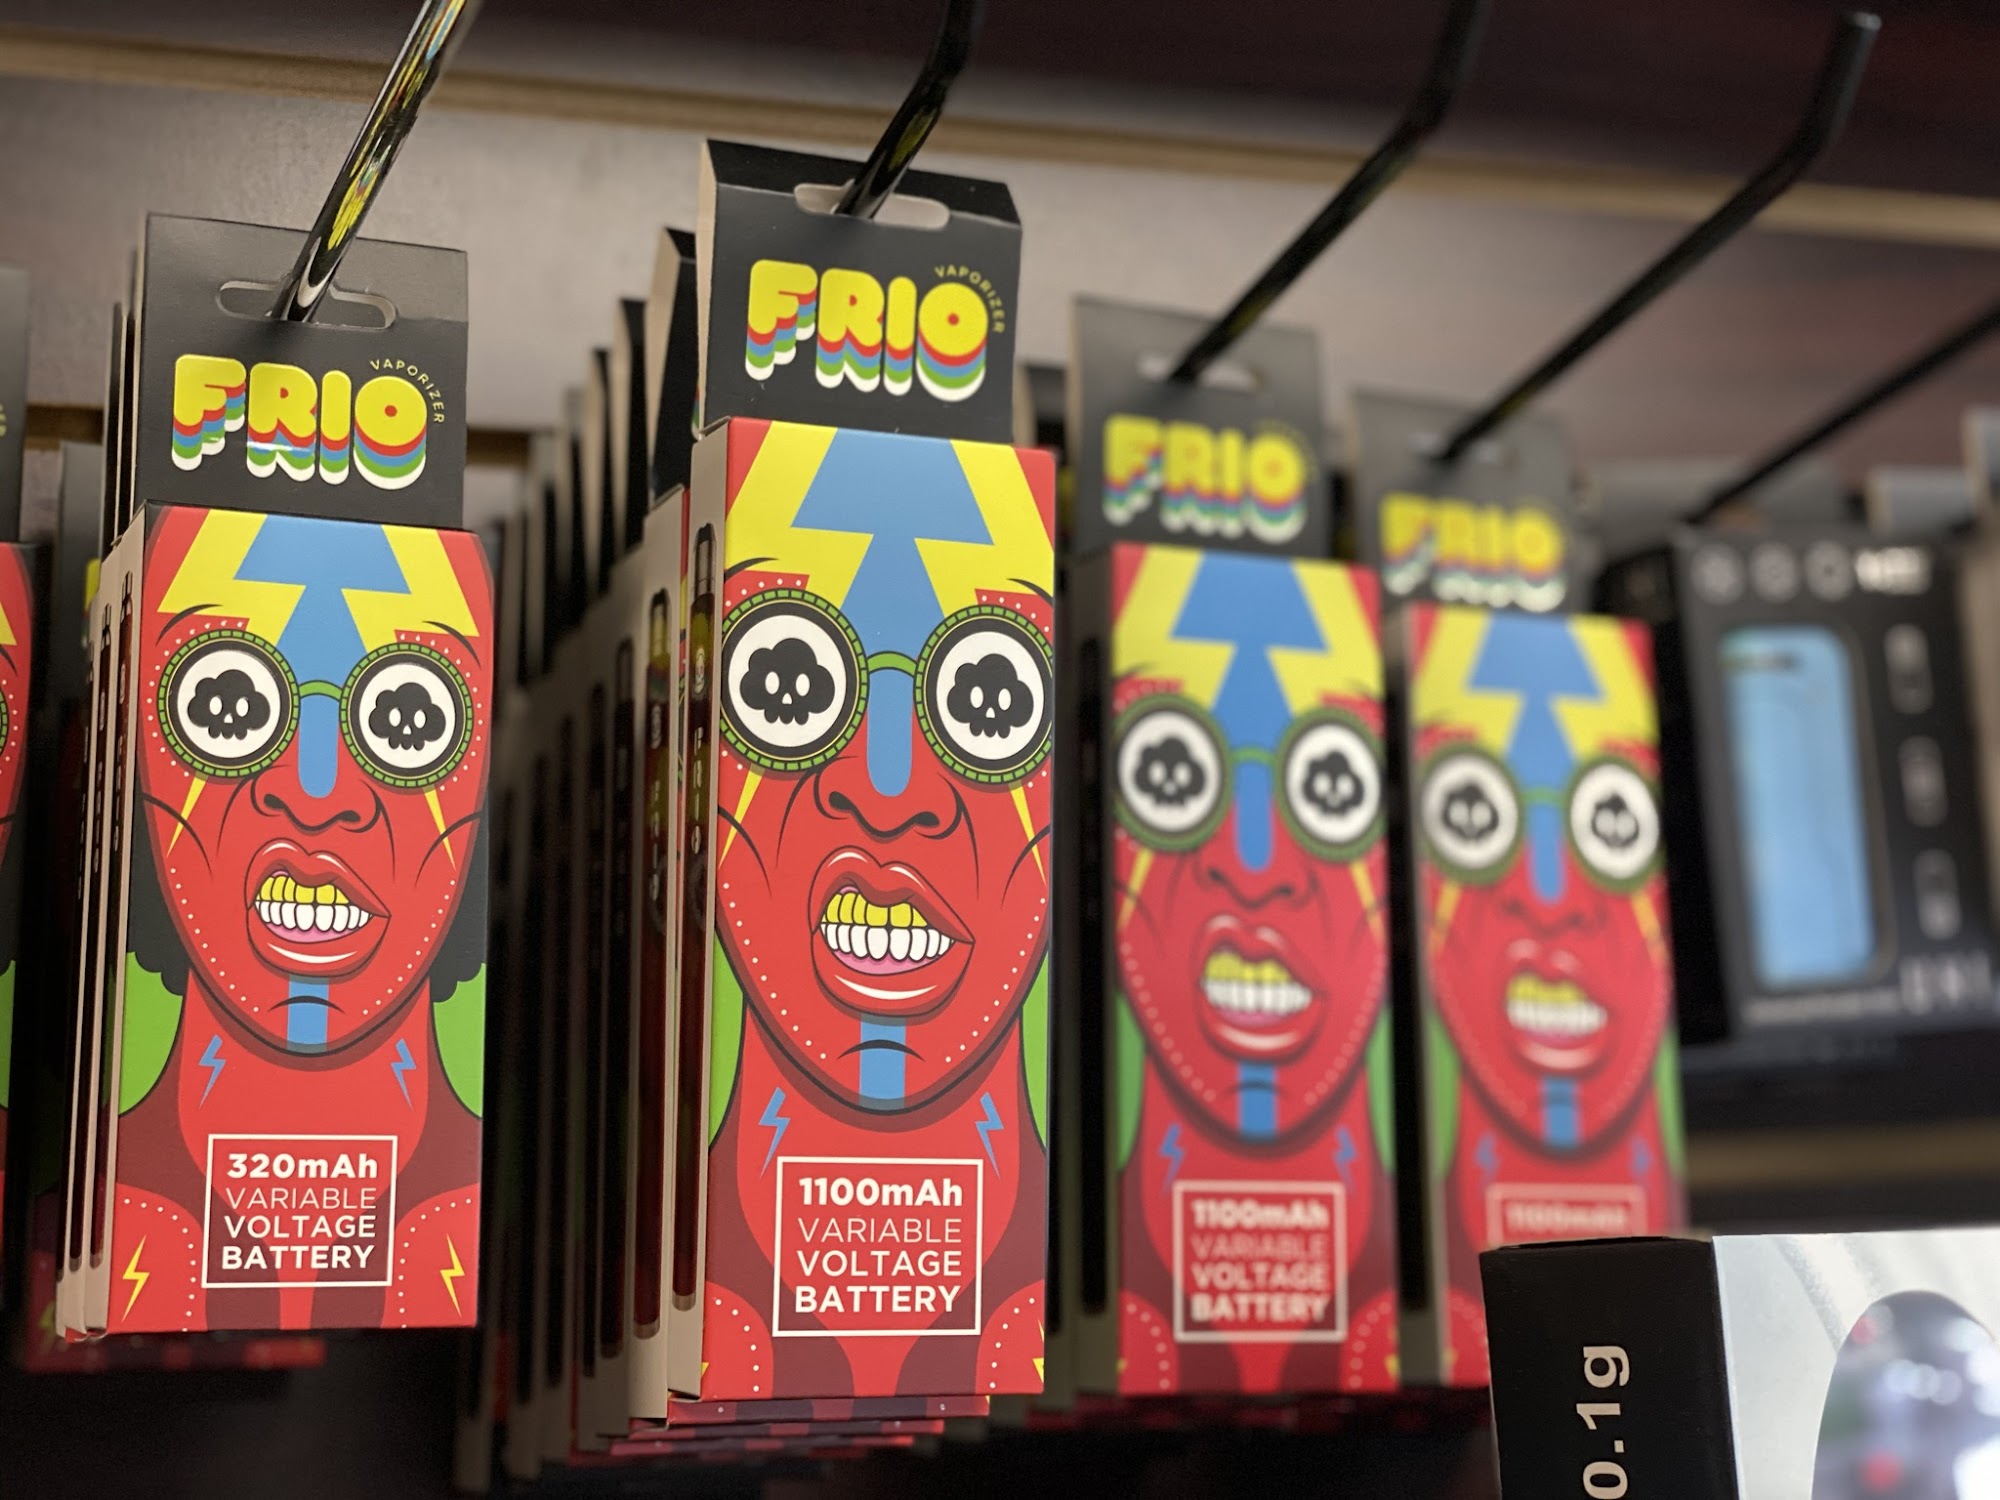 FRIO
VAPORIZER
320mAh
VARIABLE
VOLTAGE
BATTERY
FRIO
VAPORIZER
1100mAh
VARIABLE
VOLTAGE
BATTERY
FRIO
1100mAh
VARIABLE
VOLTAGE
BATTERY
FRIO
1100mAh
0.1g